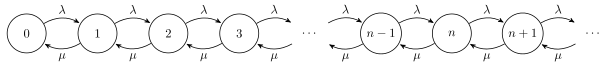 λ λ λ λ λ λ λ λ
0 1 2 3 ⋯ n − 1 n n + 1 ⋯
μ μ μ μ μ μ μ μ